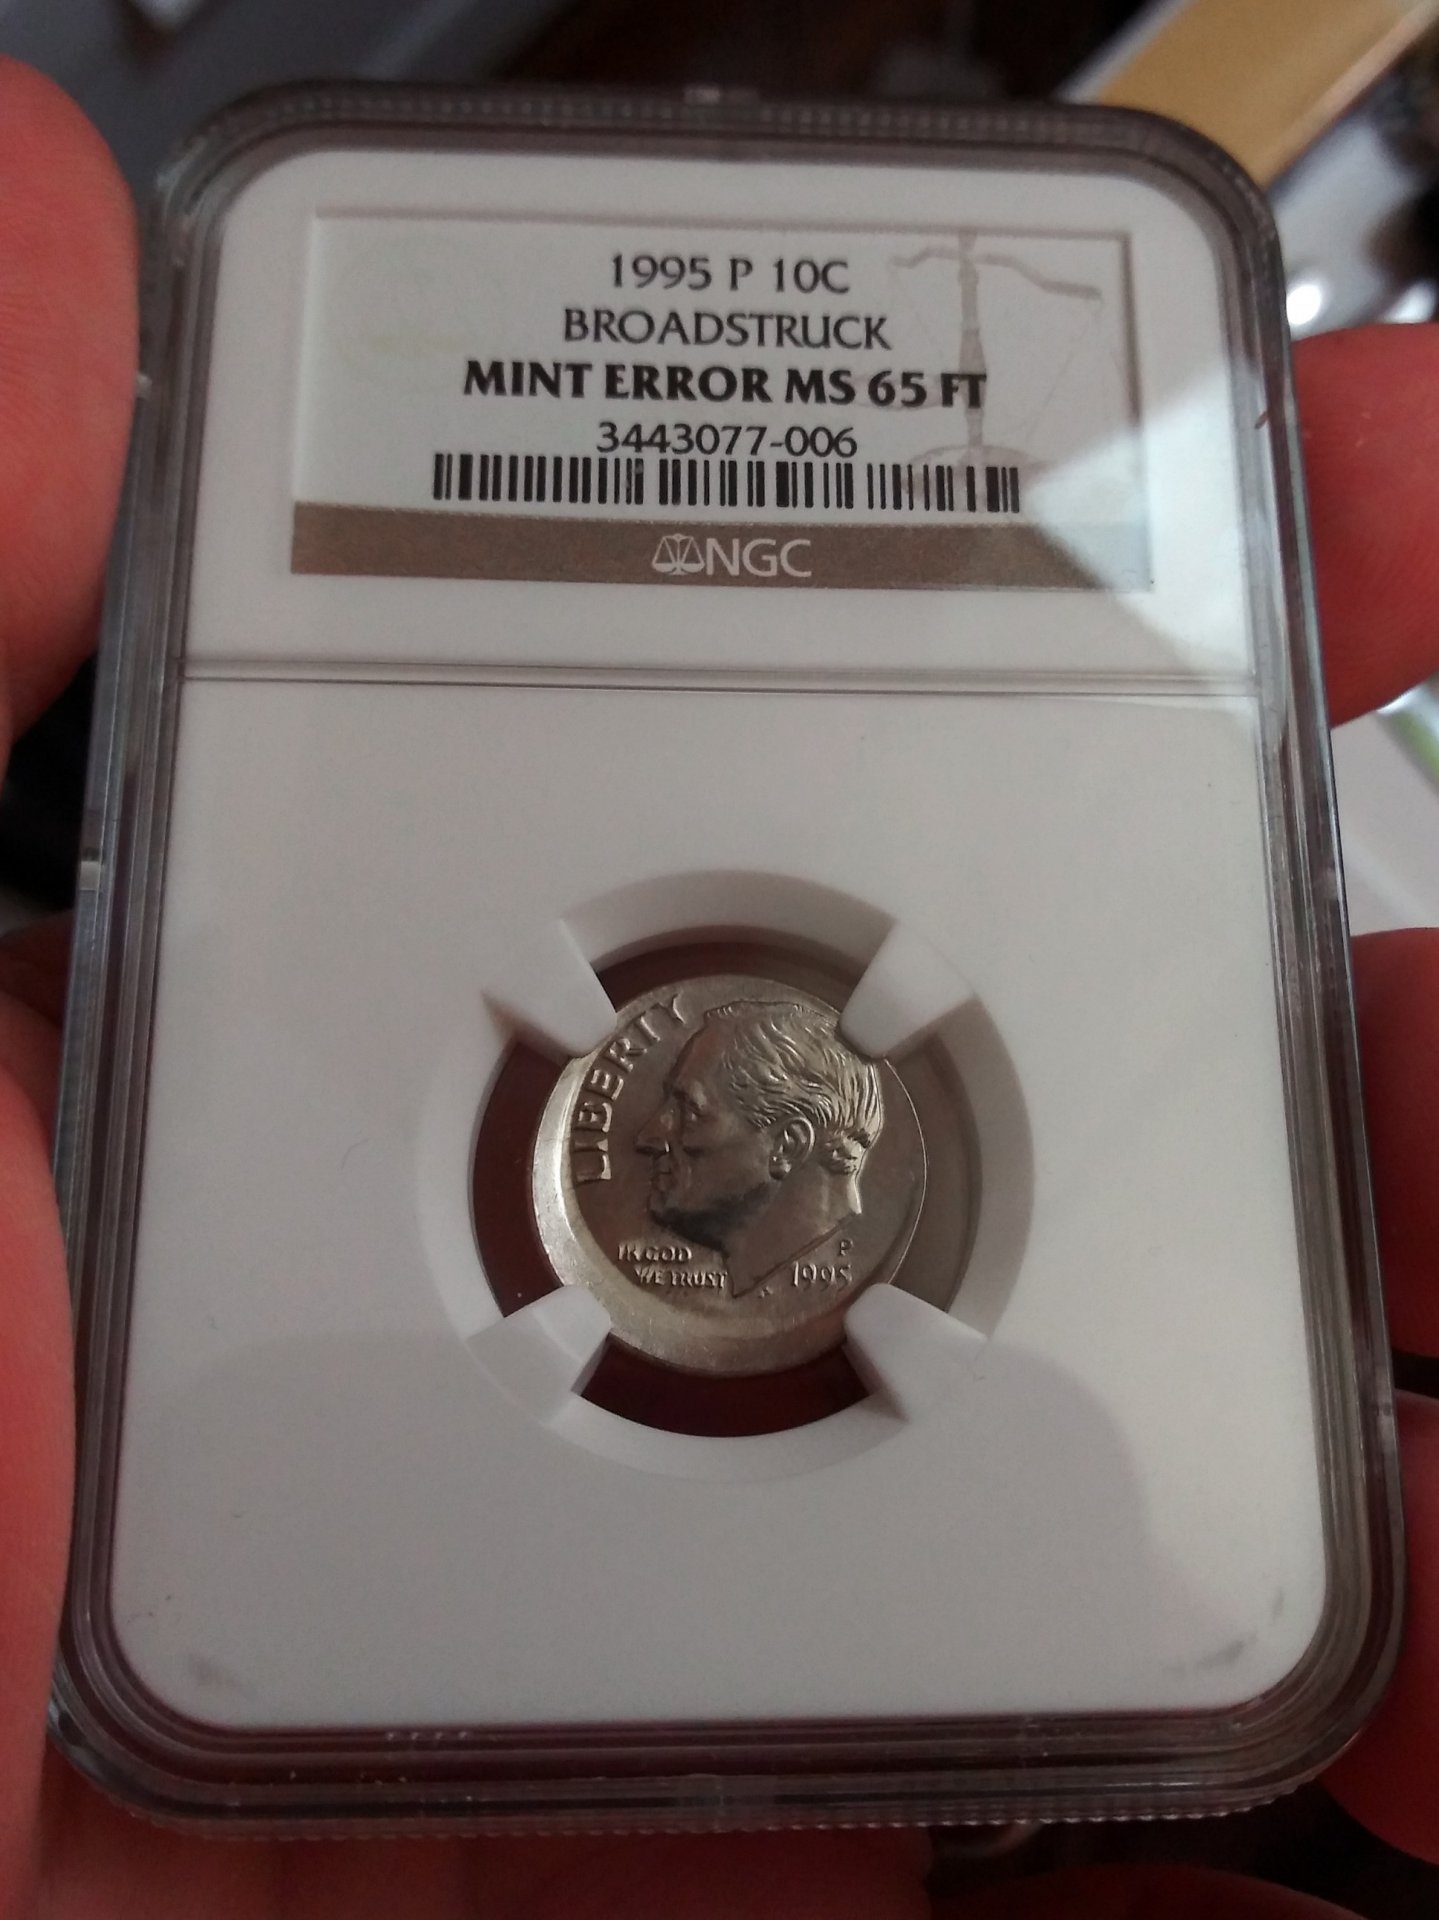 1995 P 10C
BROADSTRUCK
MINT ERROR MS 65 FT
3443077-006
NGC
LIBERTY
IN GOD
WE TRUST
P
1995